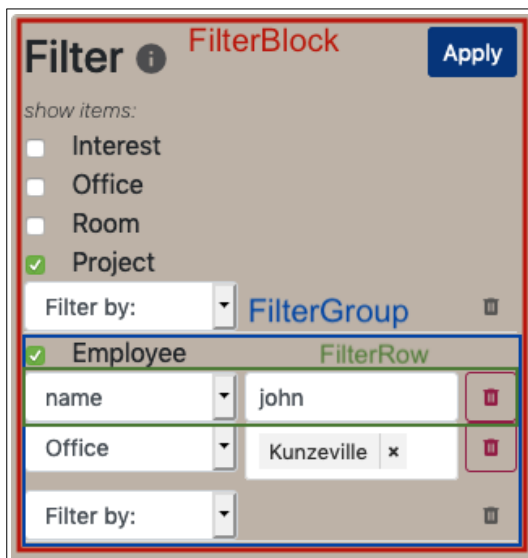 Filter FilterBlock Apply
show items:
Interest
Office
Room
Project
Filter by: FilterGroup
Employee FilterRow
name john
Office Kunzeville ×
Filter by: